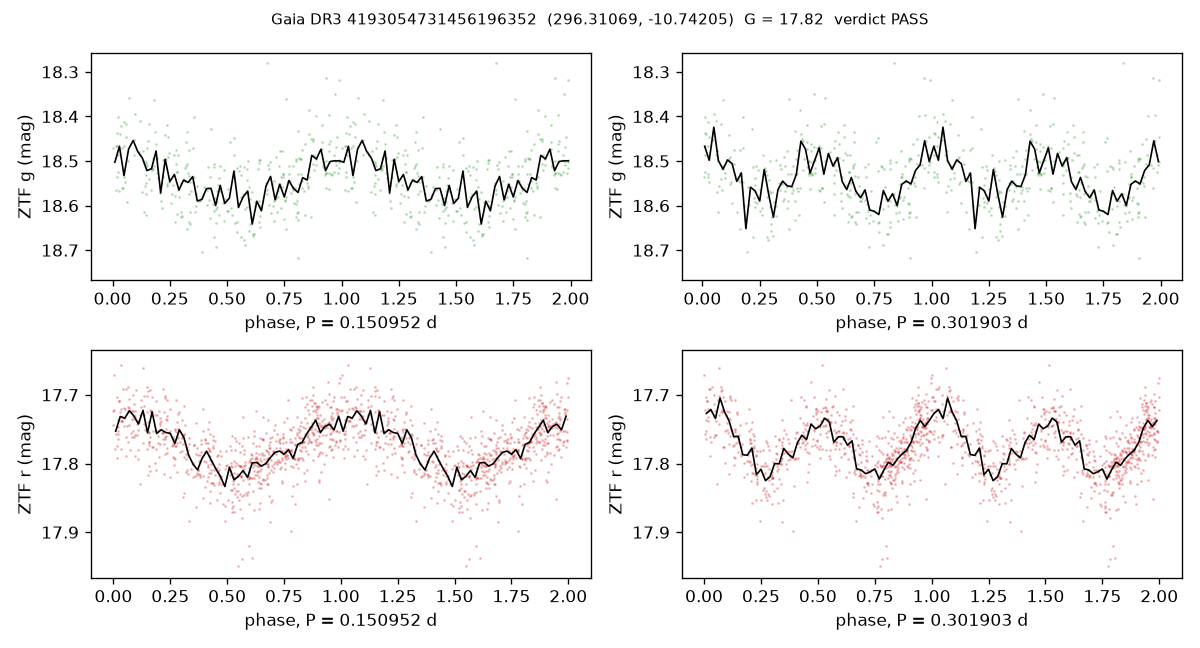 Gaia DR3 4193054731456196352  (296.31069, -10.74205)  G = 17.82  verdict PASS
ZTF g (mag)
18.3
18.4
18.5
18.6
18.7
0.00 0.25 0.50 0.75 1.00 1.25 1.50 1.75 2.00
phase, P = 0.150952 d
ZTF g (mag)
18.3
18.4
18.5
18.6
18.7
0.00 0.25 0.50 0.75 1.00 1.25 1.50 1.75 2.00
phase, P = 0.301903 d
ZTF r (mag)
17.7
17.8
17.9
0.00 0.25 0.50 0.75 1.00 1.25 1.50 1.75 2.00
phase, P = 0.150952 d
ZTF r (mag)
17.7
17.8
17.9
0.00 0.25 0.50 0.75 1.00 1.25 1.50 1.75 2.00
phase, P = 0.301903 d